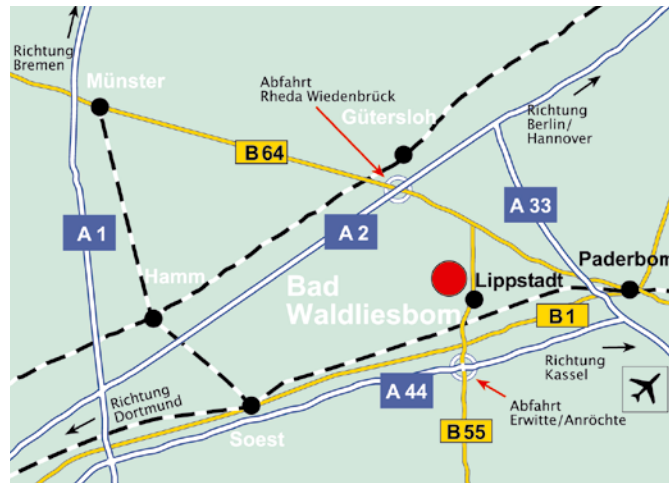 Richtung
Bremen
Münster
Abfahrt
Rheda Wiedenbrück
Gütersloh
Richtung
Berlin/
Hannover
B 64
A 1
A 2
A 33
Hamm
Bad
Waldliesborn
Lippstadt
Paderborn
B 1
Richtung
Kassel
Richtung
Dortmund
A 44
Soest
B 55
Abfahrt
Erwitte/Anröchte